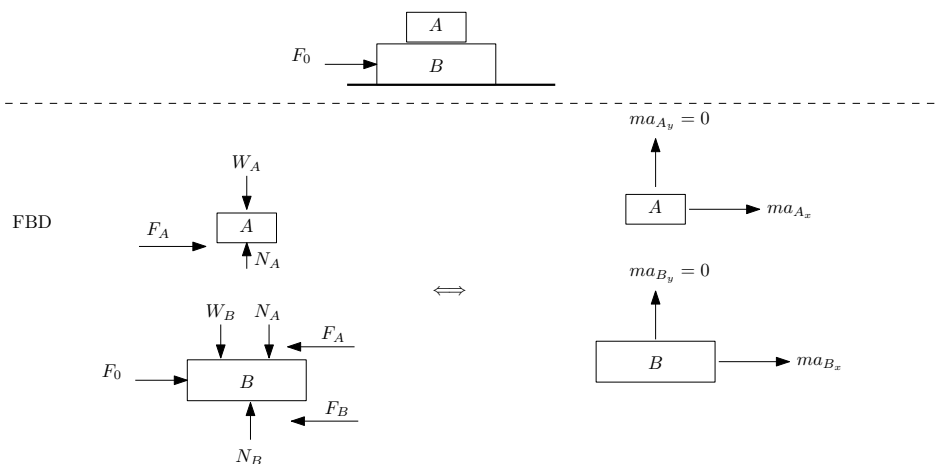 A
F₀
B
ma_{A_y} = 0
W_A
A
ma_{A_x}
FBD
F_A
A
N_A
ma_{B_y} = 0
⟺
W_B N_A
F_A
B
ma_{B_x}
F₀
B
F_B
N_B